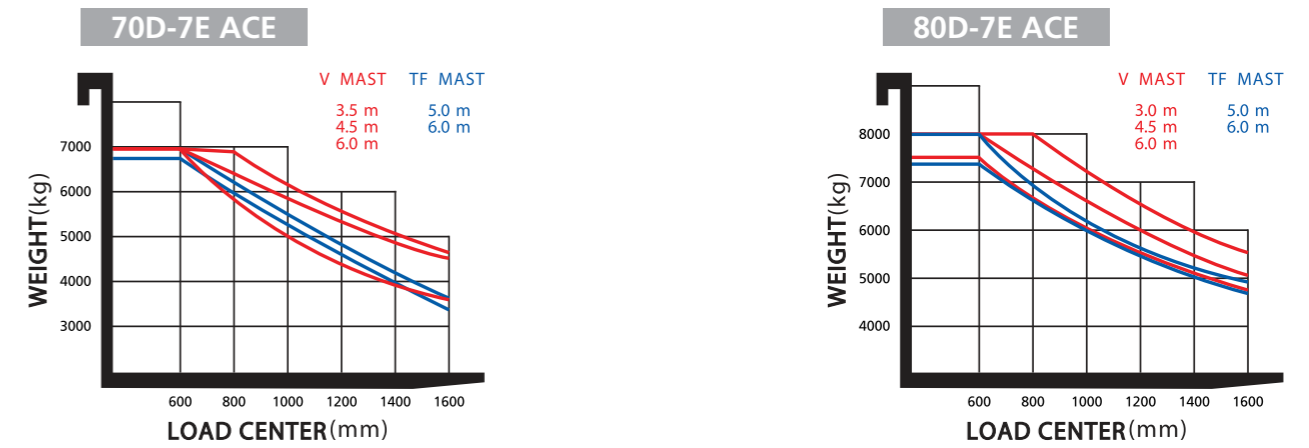 70D-7E ACE
V MAST TF MAST
3.5 m 5.0 m
4.5 m 6.0 m
6.0 m
7000
6000
5000
4000
3000
WEIGHT(kg)
600 800 1000 1200 1400 1600
LOAD CENTER(mm)
80D-7E ACE
V MAST TF MAST
3.0 m 5.0 m
4.5 m 6.0 m
6.0 m
8000
7000
6000
5000
4000
WEIGHT(kg)
600 800 1000 1200 1400 1600
LOAD CENTER(mm)